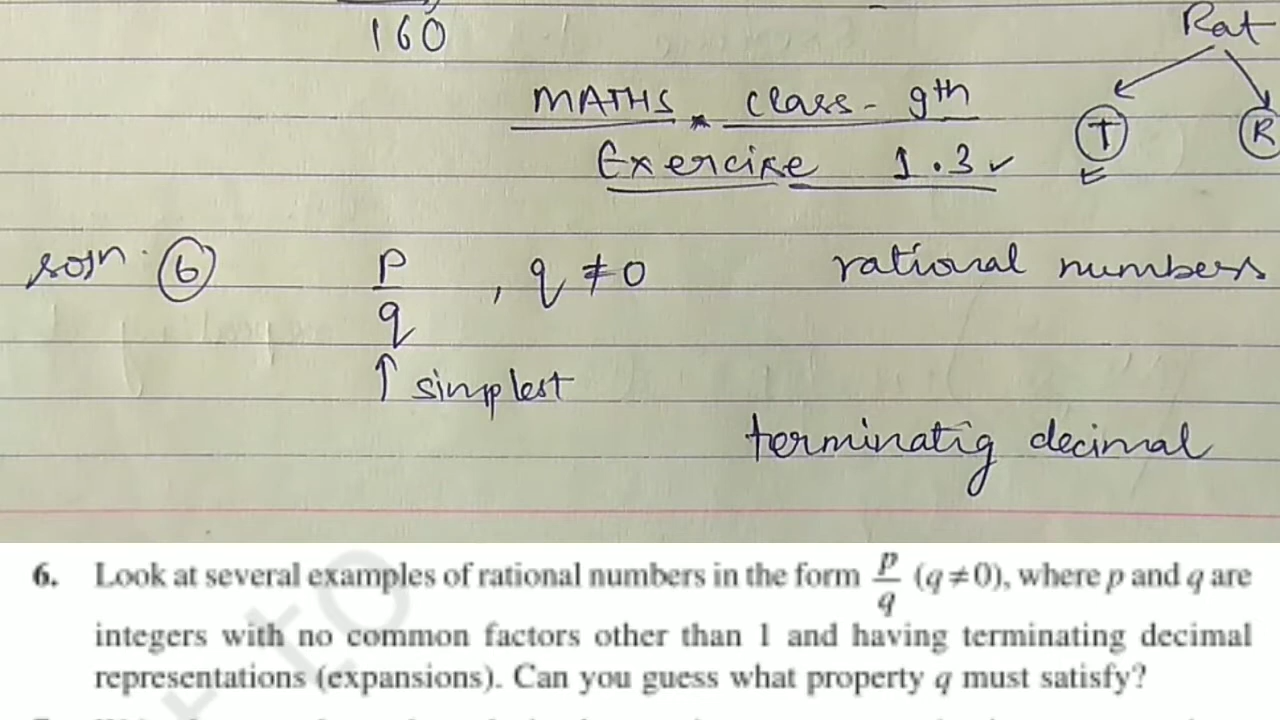 160
Rat
MATHS class - 9th
T R
Exercise 1.3 ✓
soln. 6 p/q , q ≠ 0 rational numbers
↑ simplest
terminatig decimal
6. Look at several examples of rational numbers in the form p/q (q ≠ 0), where p and q are
integers with no common factors other than 1 and having terminating decimal
representations (expansions). Can you guess what property q must satisfy?